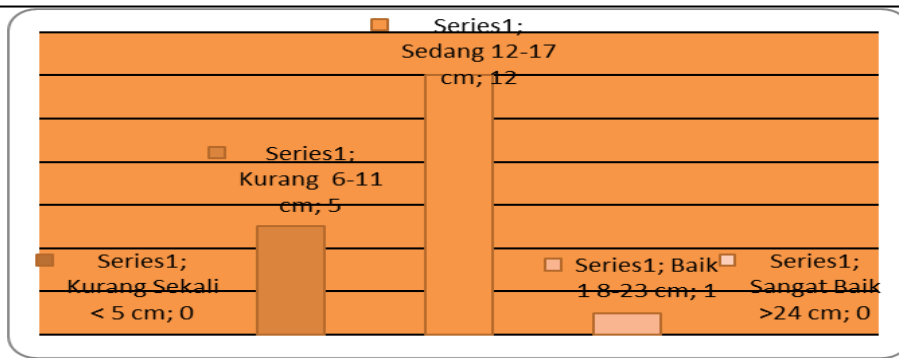 Series1;
Sedang 12-17
cm; 12
Series1;
Kurang 6-11
cm; 5
Series1;
Kurang Sekali
< 5 cm; 0
Series1; Baik
1 8-23 cm; 1
Series1;
Sangat Baik
>24 cm; 0